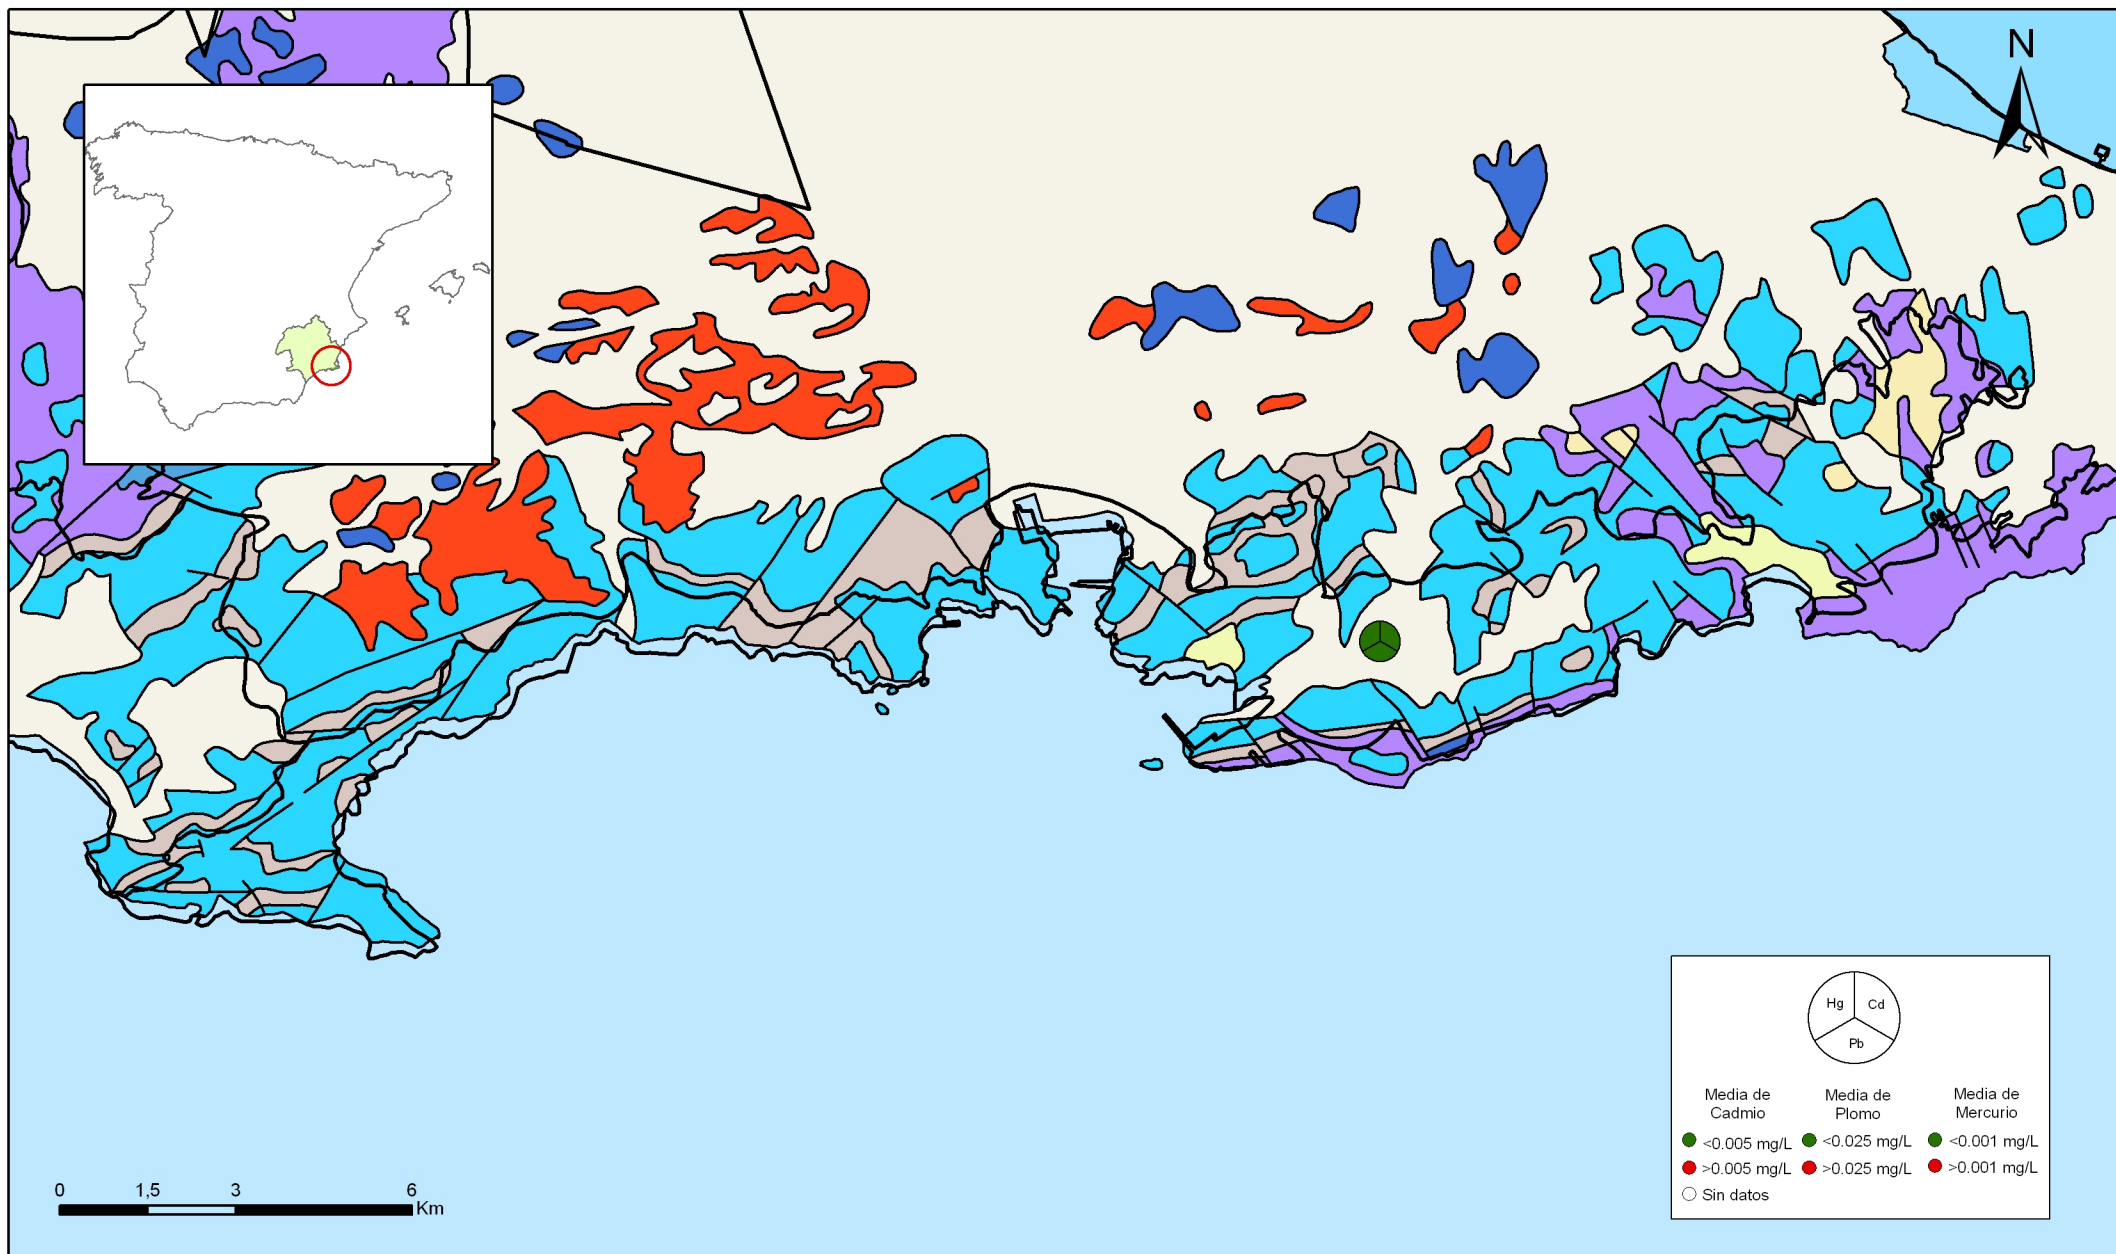 N
Hg
Cd
Pb
Media de Cadmio
Media de Plomo
Media de Mercurio
<0.005 mg/L
<0.025 mg/L
<0.001 mg/L
>0.005 mg/L
>0.025 mg/L
>0.001 mg/L
Sin datos
0 1,5 3 6
Km